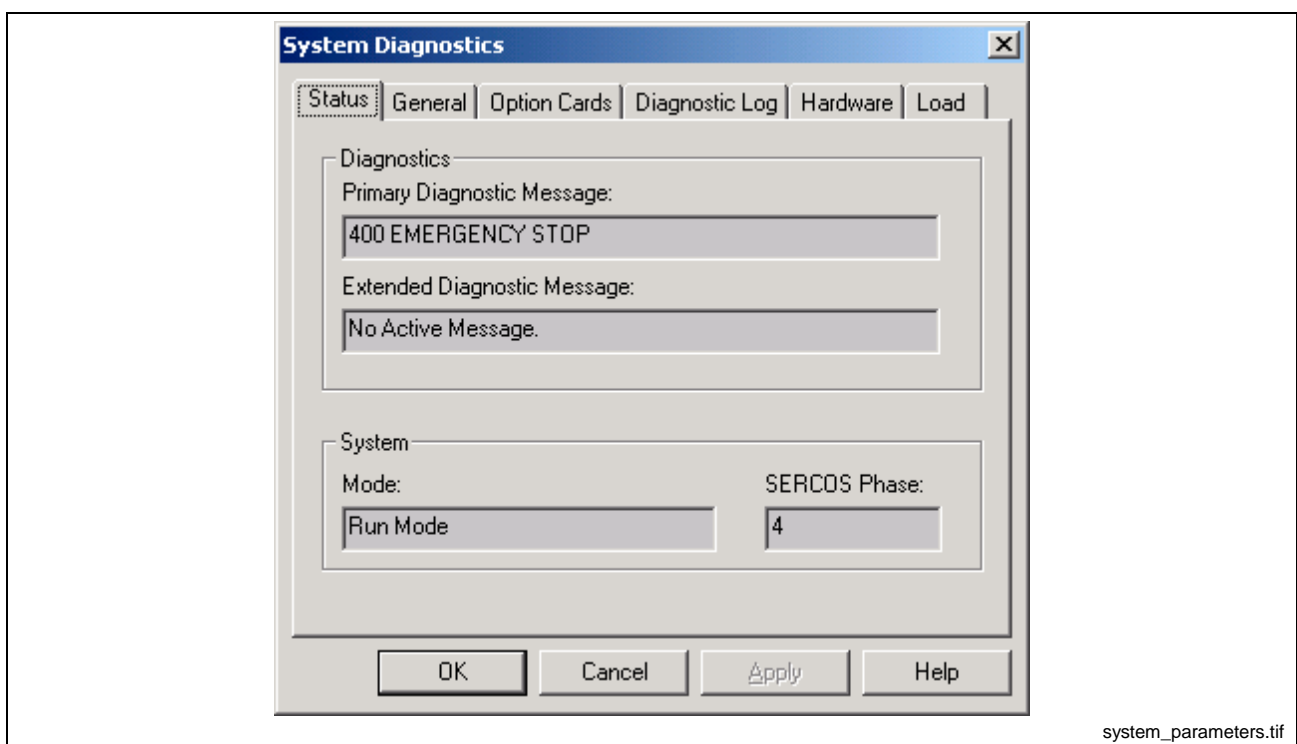 System Diagnostics
Status General Option Cards Diagnostic Log Hardware Load
Diagnostics
Primary Diagnostic Message:
400 EMERGENCY STOP
Extended Diagnostic Message:
No Active Message.
System
Mode: SERCOS Phase:
Run Mode 4
OK Cancel Apply Help
system_parameters.tif